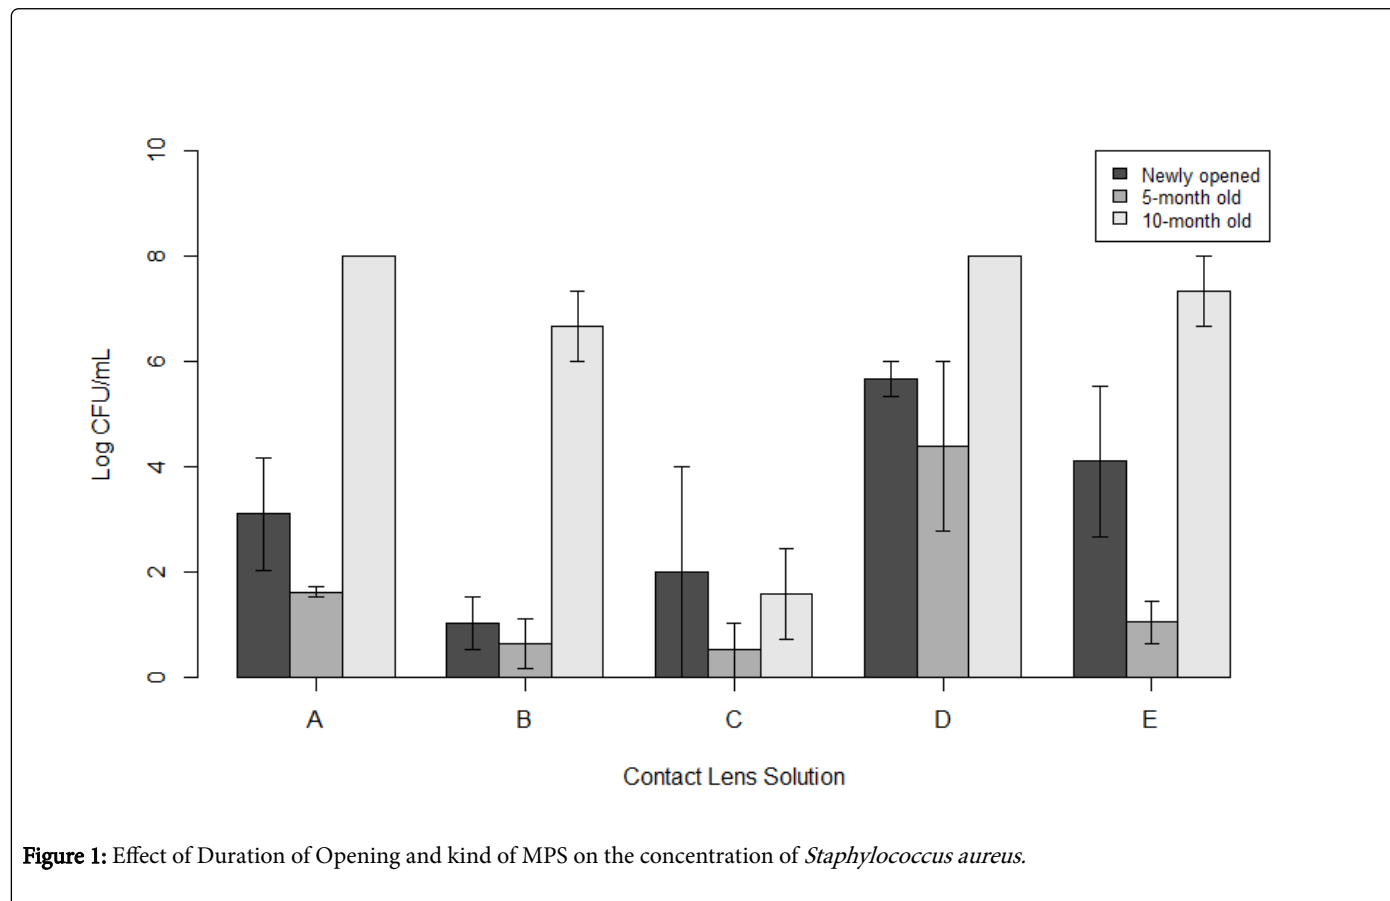 10
8
6
4
2
0
Log CFU/mL
Newly opened
5-month old
10-month old
A B C D E
Contact Lens Solution
Figure 1: Effect of Duration of Opening and kind of MPS on the concentration of Staphylococcus aureus.